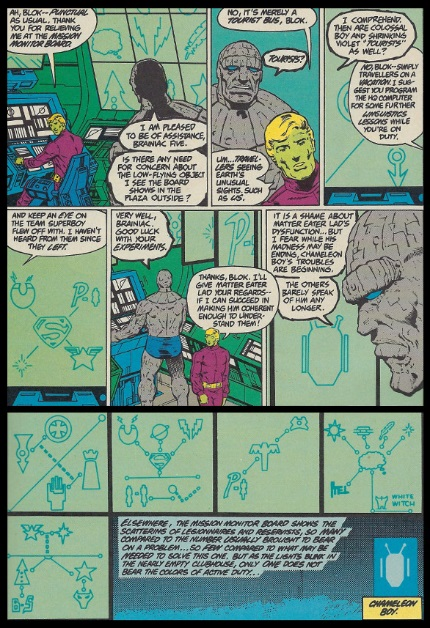 AH, BLOK-- PUNCTUAL
AS USUAL. THANK
YOU FOR RELIEVING
ME AT THE MISSION
MONITOR BOARD.
I AM PLEASED
TO BE OF ASSISTANCE,
BRAINIAC FIVE.
IS THERE ANY NEED
FOR CONCERN ABOUT
THE LOW-FLYING OBJECT
I SEE THE BOARD
SHOWS IN THE
PLAZA OUTSIDE?
NO, IT'S MERELY A
TOURIST BUS, BLOK.
TOURISTS?
UM... TRAVEL-
LERS SEEING
EARTH'S
UNUSUAL
SIGHTS, SUCH
AS US.
I COMPREHEND.
THEN ARE COLOSSAL
BOY AND SHRINKING
VIOLET "TOURISTS"
AS WELL?
NO, BLOK--SIMPLY
TRAVELLERS ON A
VACATION. I SUG-
GEST YOU PROGRAM
THE HQ COMPUTER
FOR SOME FURTHER
LINGUISTICS
LESSONS WHILE
YOU'RE ON
DUTY.
AND KEEP AN EYE ON
THE TEAM SUPERBOY
FLEW OFF WITH. I HAVEN'T
HEARD FROM THEM SINCE
THEY LEFT.
VERY WELL,
BRAINIAC.
GOOD LUCK
WITH YOUR
EXPERIMENTS.
THANKS, BLOK. I'LL
GIVE MATTER EATER
LAD YOUR REGARDS--
IF I CAN SUCCEED IN
MAKING HIM COHERENT
ENOUGH TO UNDER-
STAND THEM!
IT IS A SHAME ABOUT
MATTER EATER LAD'S
DYSFUNCTION... BUT
I FEAR WHILE HIS
MADNESS MAY BE
ENDING, CHAMELEON
BOY'S TROUBLES
ARE BEGINNING.
THE OTHERS
BARELY SPEAK
OF HIM ANY
LONGER.
WHITE
WITCH
ELSEWHERE, THE MISSION MONITOR BOARD SHOWS THE
SCATTERINGS OF LEGIONNAIRES AND RESERVISTS, SO MANY
COMPARED TO THE NUMBER USUALLY BROUGHT TO BEAR
ON A PROBLEM... SO FEW COMPARED TO WHAT MAY BE
NEEDED TO SOLVE THIS ONE. BUT AS THE LIGHTS BLINK IN
THE NEARLY EMPTY CLUBHOUSE, ONLY ONE DOES NOT
BEAR THE COLORS OF ACTIVE DUTY...
CHAMELEON
BOY.